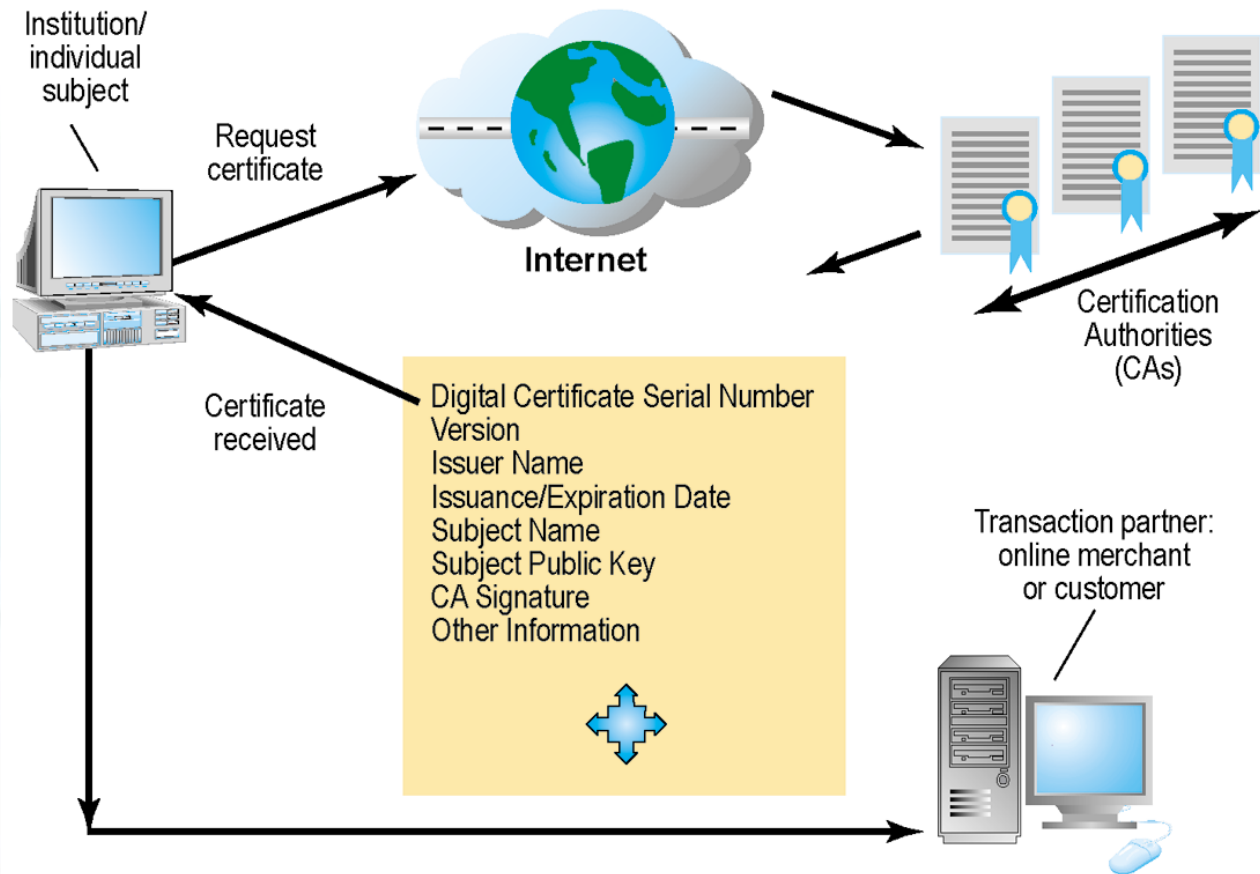 Institution/
individual
subject
Request
certificate
Internet
Certification
Authorities
(CAs)
Certificate
received
Digital Certificate Serial Number
Version
Issuer Name
Issuance/Expiration Date
Subject Name
Subject Public Key
CA Signature
Other Information
Transaction partner:
online merchant
or customer